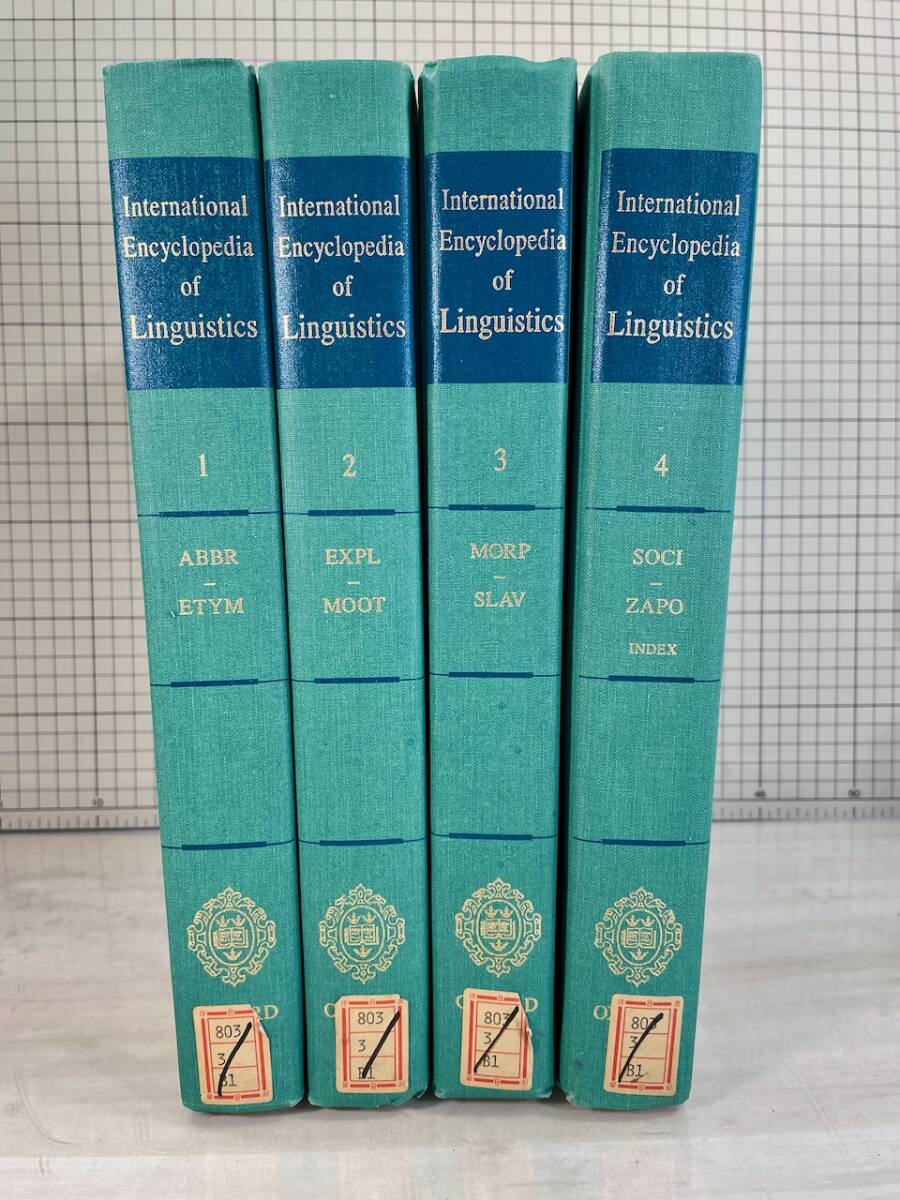 International
Encyclopedia
of
Linguistics
1
ABBR
–
ETYM
803
3
B1
International
Encyclopedia
of
Linguistics
2
EXPL
–
MOOT
803
3
B1
International
Encyclopedia
of
Linguistics
3
MORP
–
SLAV
803
3
B1
International
Encyclopedia
of
Linguistics
4
SOCI
–
ZAPO
INDEX
803
3
B1